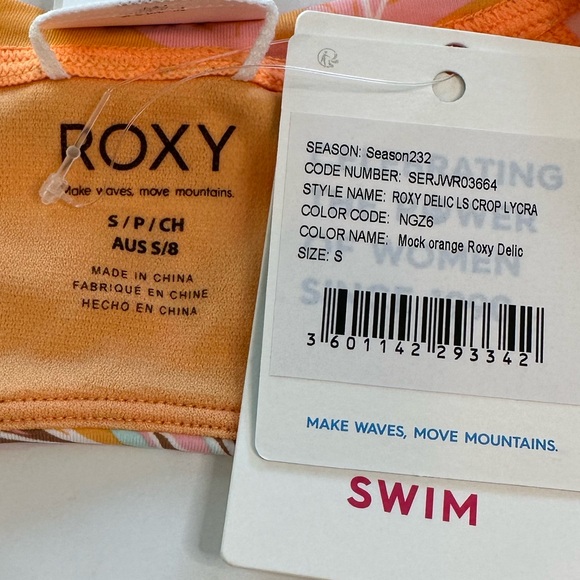 ROXY
Make waves, move mountains.
S / P / CH
AUS S/8
MADE IN CHINA
FABRIQUÉ EN CHINE
HECHO EN CHINA
SEASON: Season232
CODE NUMBER: SERJWR03664
STYLE NAME: ROXY DELIC LS CROP LYCRA
COLOR CODE: NGZ6
COLOR NAME: Mock orange Roxy Delic
SIZE: S
3 601142 293342
MAKE WAVES, MOVE MOUNTAINS.
SWIM